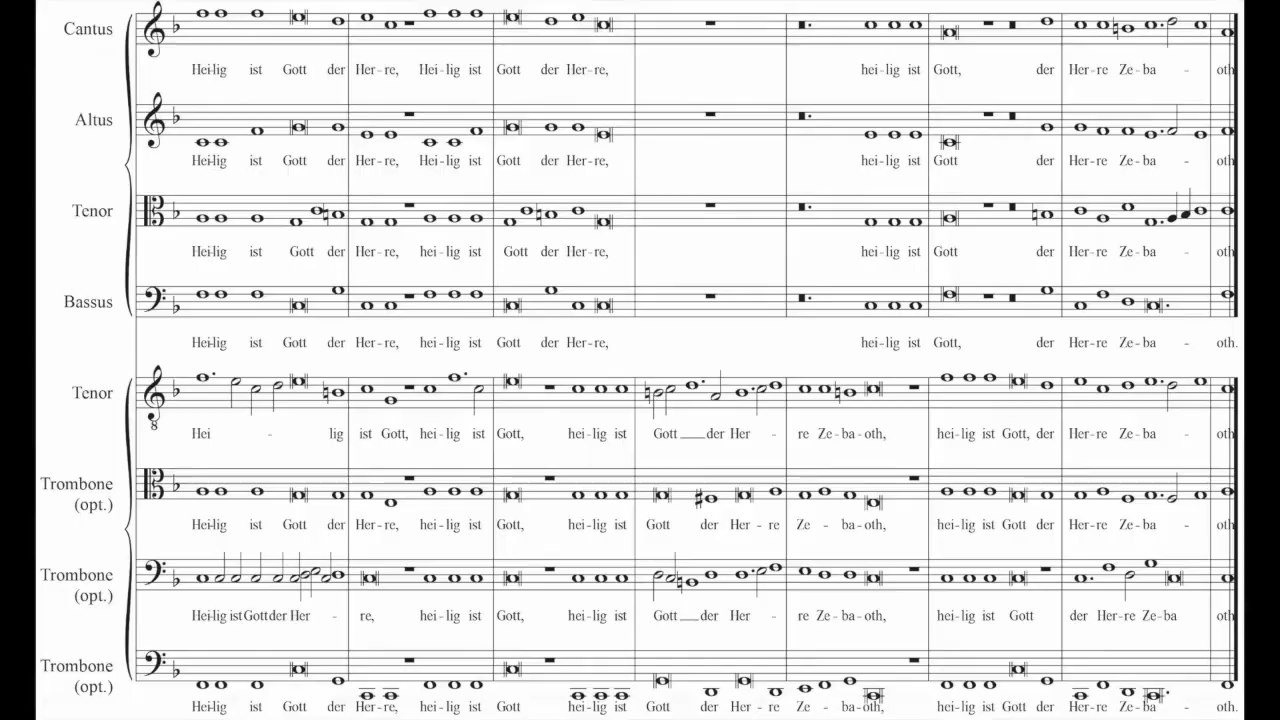 Cantus
Hei-lig ist Gott der Her-re, Hei-lig ist Gott der Her-re, hei-lig ist Gott, der Her-re Ze-ba - oth
Altus
Hei-lig ist Gott der Her-re, Hei-lig ist Gott der Her-re, hei-lig ist Gott der Her-re Ze-ba - oth
Tenor
Hei-lig ist Gott der Her-re, hei-lig ist Gott der Her-re, hei-lig ist Gott der Her-re Ze-ba - oth
Bassus
Hei-lig ist Gott der Her-re, hei-lig ist Gott der Her-re, hei-lig ist Gott, der Her-re Ze-ba - oth.
Tenor
8
Hei - lig ist Gott, hei-lig ist Gott, hei-lig ist Gott der Her - re Ze-ba-oth, hei-lig ist Gott, der Her-re Ze-ba - oth
Trombone
(opt.)
Hei-lig ist Gott der Her-re, hei-lig ist Gott, hei-lig ist Gott der Her-re Ze-ba-oth, hei-lig ist Gott der Her-re Ze-ba - oth
Trombone
(opt.)
Hei-lig ist Gott der Her - re, hei-lig ist Gott, hei-lig ist Gott der Her - re Ze-ba-oth, hei-lig ist Gott der Her-re Ze-ba oth
Trombone
(opt.)
Hei-lig ist Gott der Her-re, hei-lig ist Gott hei-lig ist Gott der Her-re Ze-ba-oth, hei-lig ist Gott der Her-re Ze-ba - oth.